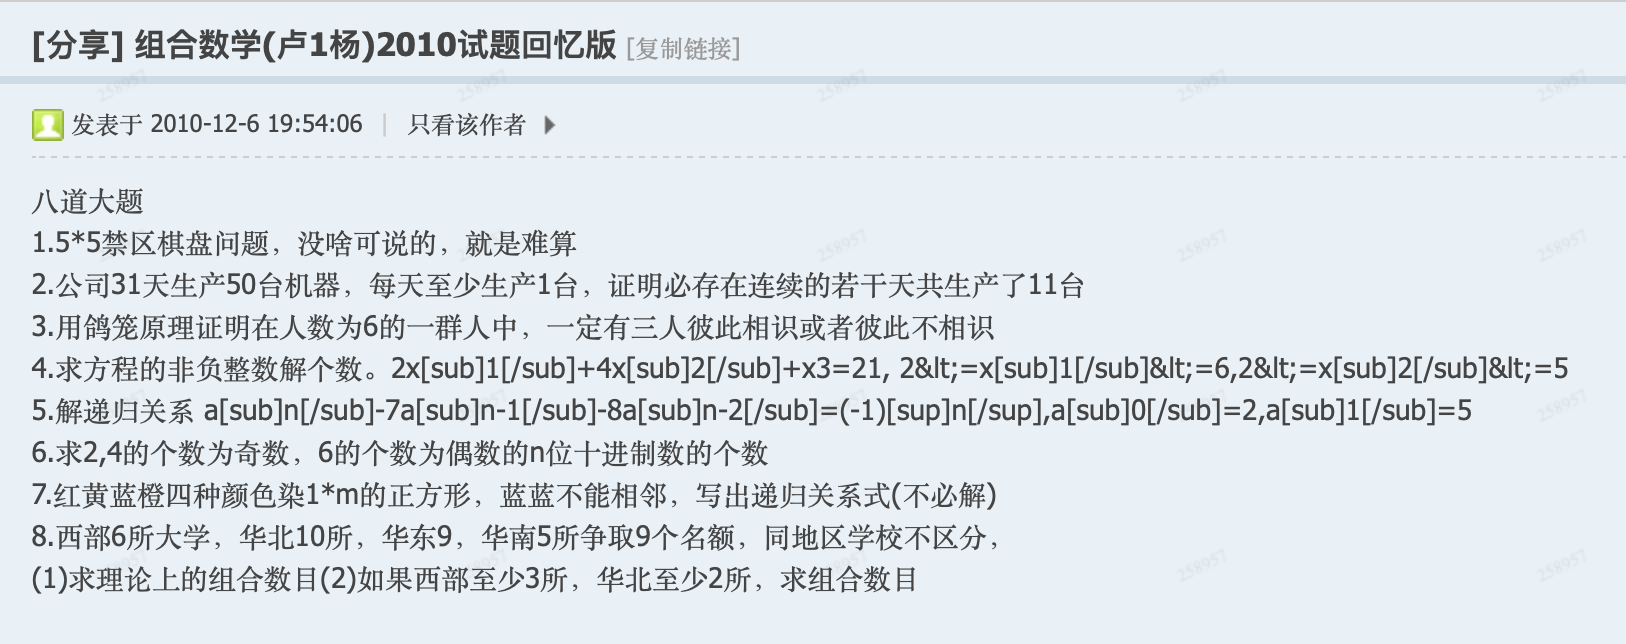 [分享] 组合数学(卢1杨)2010试题回忆版 [复制链接]
发表于 2010-12-6 19:54:06 | 只看该作者
八道大题
1.5*5禁区棋盘问题，没啥可说的，就是难算
2.公司31天生产50台机器，每天至少生产1台，证明必存在连续的若干天共生产了11台
3.用鸽笼原理证明在人数为6的一群人中，一定有三人彼此相识或者彼此不相识
4.求方程的非负整数解个数。2x[sub]1[/sub]+4x[sub]2[/sub]+x3=21, 2&lt;=x[sub]1[/sub]&lt;=6,2&lt;=x[sub]2[/sub]&lt;=5
5.解递归关系 a[sub]n[/sub]-7a[sub]n-1[/sub]-8a[sub]n-2[/sub]=(-1)[sup]n[/sup],a[sub]0[/sub]=2,a[sub]1[/sub]=5
6.求2,4的个数为奇数，6的个数为偶数的n位十进制数的个数
7.红黄蓝橙四种颜色染1*m的正方形，蓝蓝不能相邻，写出递归关系式(不必解)
8.西部6所大学，华北10所，华东9，华南5所争取9个名额，同地区学校不区分，
(1)求理论上的组合数目(2)如果西部至少3所，华北至少2所，求组合数目
258957